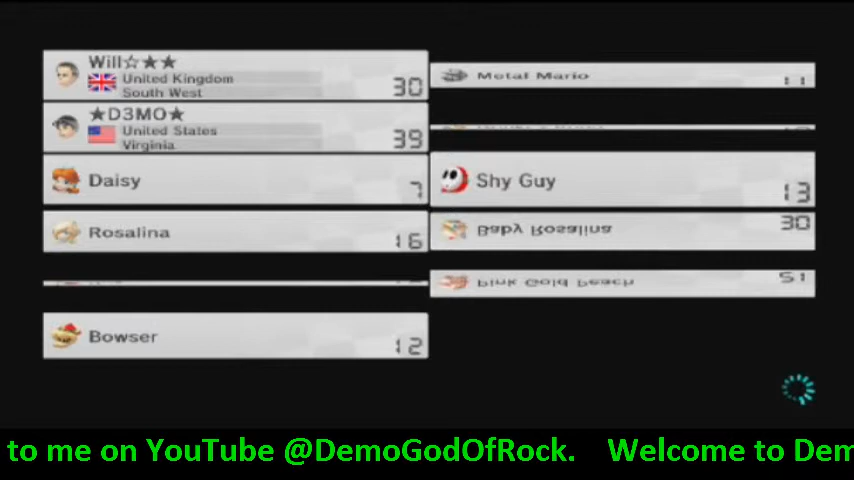 Will☆★★
United Kingdom
South West
30
★D3MO★
United States
Virginia
39
Daisy
7
Rosalina
16
Bowser
12
Metal Mario
11
Shy Guy
13
Baby Rosalina
30
Pink Gold Peach
to me on YouTube @DemoGodOfRock. Welcome to Dem